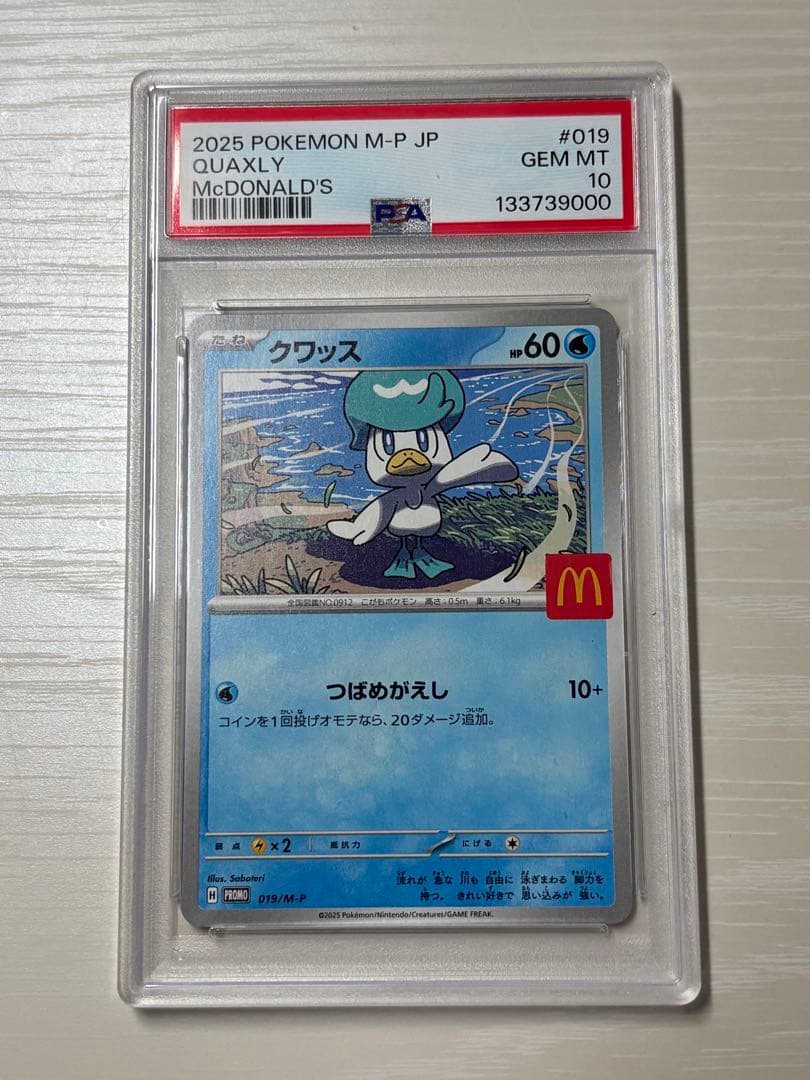 2025 POKEMON M-P JP #019
QUAXLY GEM MT
McDONALD'S 10
PSA 133739000
たね クワッス HP60
全国図鑑NO.0912 こがもポケモン 高さ:0.5m 重さ:6.1kg
つばめがえし 10+
コインを1回投げオモテなら、20ダメージ追加。
弱点 ×2 抵抗力 にげる
Illus. Saboteri
流れが 急な 川も 自由に 泳ぎまわる 脚力を
持つ。 きれい好きで 思い込みが 強い。
H PROMO 019/M-P
©2025 Pokémon/Nintendo/Creatures/GAME FREAK.